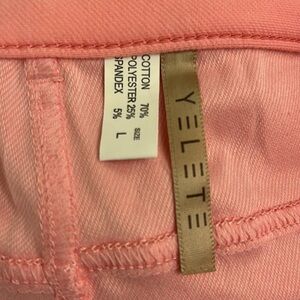 COTTON 70%
POLYESTER 25%
SPANDEX 5%
SIZE
L
YELETE